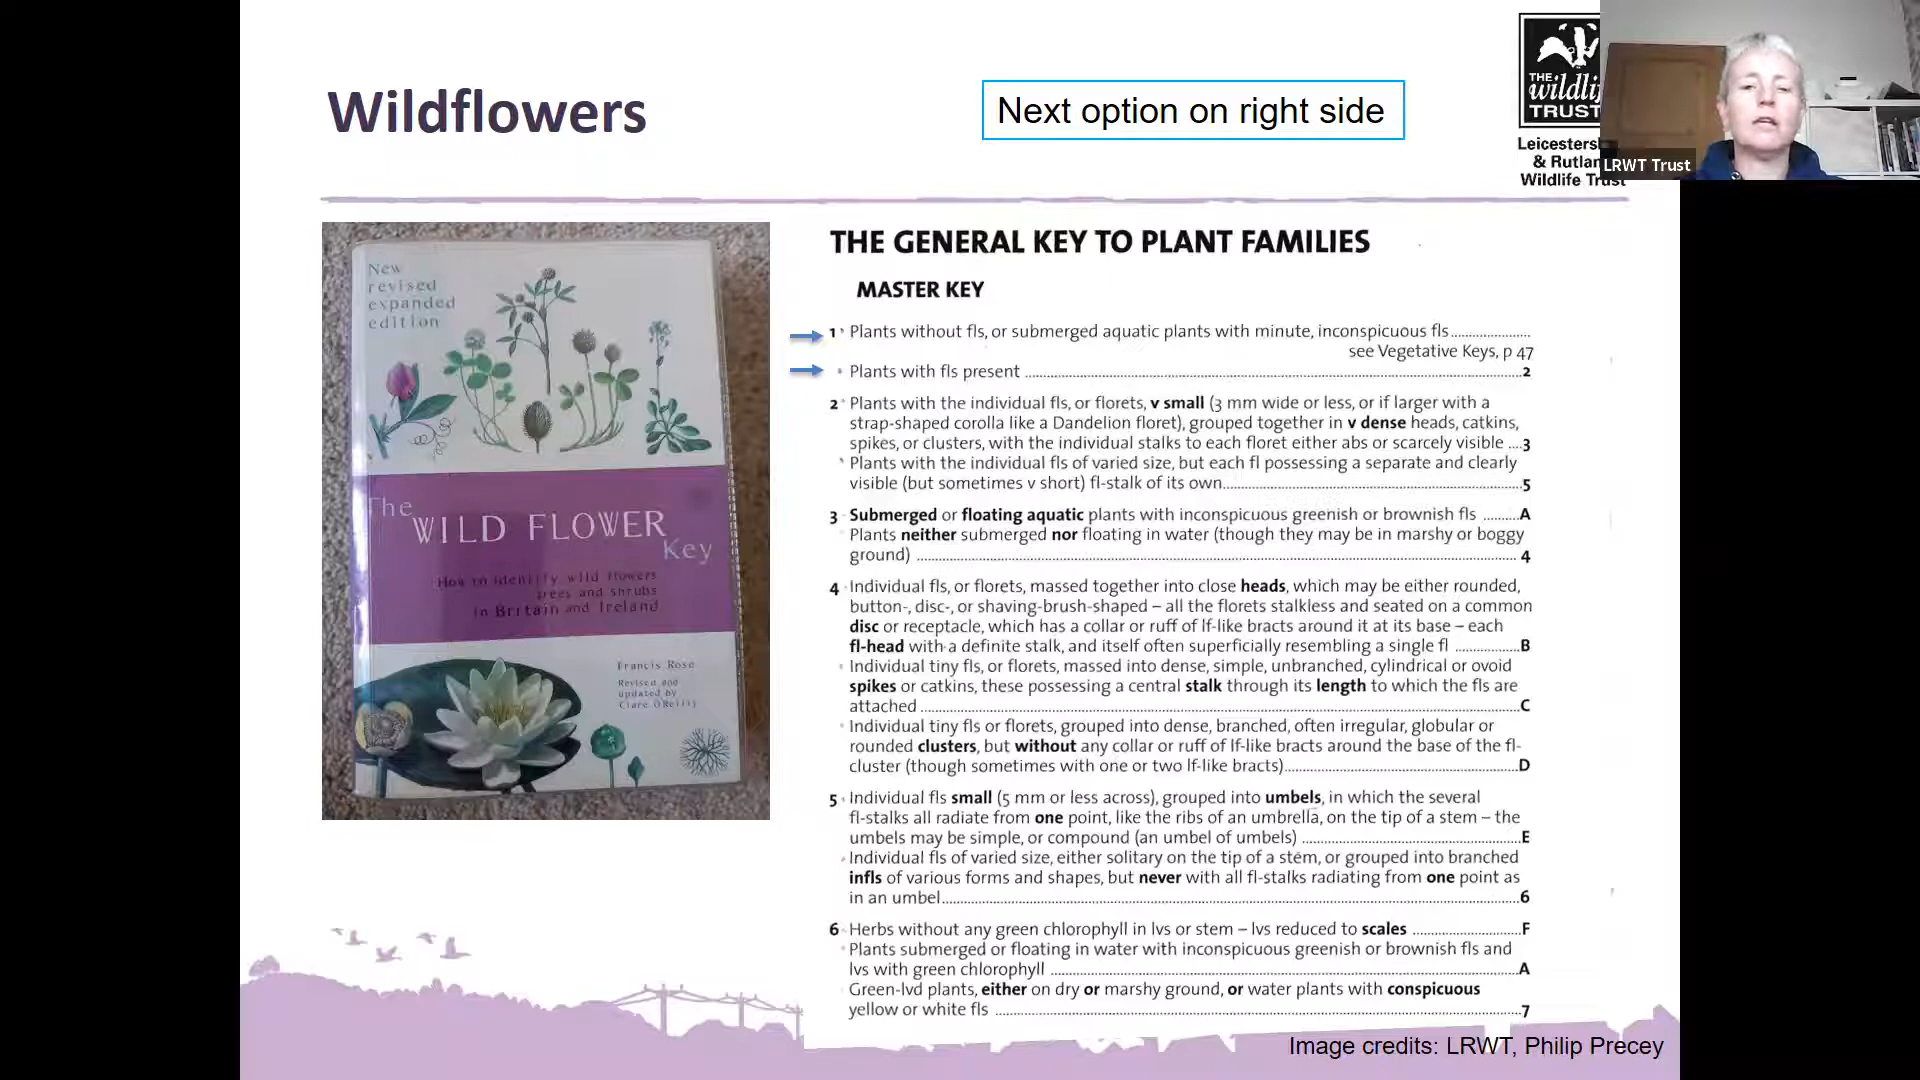 Wildflowers
Next option on right side
THE
wildli
TRUST
Leicesters
& Rutlan
Wildlife Trust
LRWT Trust
New
revised
expanded
edition
The
WILD FLOWER
Key
How to identify wild flowers
trees and shrubs
in Britain and Ireland
Francis Rose
Revised and
updated by
Clare O'Reilly
THE GENERAL KEY TO PLANT FAMILIES
MASTER KEY
1 Plants without fls, or submerged aquatic plants with minute, inconspicuous fls....................
see Vegetative Keys, p 47
Plants with fls present ....................2
2 Plants with the individual fls, or florets, v small (3 mm wide or less, or if larger with a
strap-shaped corolla like a Dandelion floret), grouped together in v dense heads, catkins,
spikes, or clusters, with the individual stalks to each floret either abs or scarcely visible ....3
Plants with the individual fls of varied size, but each fl possessing a separate and clearly
visible (but sometimes v short) fl-stalk of its own....................5
3 Submerged or floating aquatic plants with inconspicuous greenish or brownish fls .........A
Plants neither submerged nor floating in water (though they may be in marshy or boggy
ground) .................... 4
4 Individual fls, or florets, massed together into close heads, which may be either rounded,
button-, disc-, or shaving-brush-shaped – all the florets stalkless and seated on a common
disc or receptacle, which has a collar or ruff of lf-like bracts around it at its base – each
fl-head with a definite stalk, and itself often superficially resembling a single fl ................B
Individual tiny fls, or florets, massed into dense, simple, unbranched, cylindrical or ovoid
spikes or catkins, these possessing a central stalk through its length to which the fls are
attached ....................C
Individual tiny fls or florets, grouped into dense, branched, often irregular, globular or
rounded clusters, but without any collar or ruff of lf-like bracts around the base of the fl-
cluster (though sometimes with one or two lf-like bracts)....................D
5 Individual fls small (5 mm or less across), grouped into umbels, in which the several
fl-stalks all radiate from one point, like the ribs of an umbrella, on the tip of a stem – the
umbels may be simple, or compound (an umbel of umbels) ....................E
Individual fls of varied size, either solitary on the tip of a stem, or grouped into branched
infls of various forms and shapes, but never with all fl-stalks radiating from one point as
in an umbel....................6
6 Herbs without any green chlorophyll in lvs or stem – lvs reduced to scales ....................F
Plants submerged or floating in water with inconspicuous greenish or brownish fls and
lvs with green chlorophyll ....................A
Green-lvd plants, either on dry or marshy ground, or water plants with conspicuous
yellow or white fls ....................7
Image credits: LRWT, Philip Precey